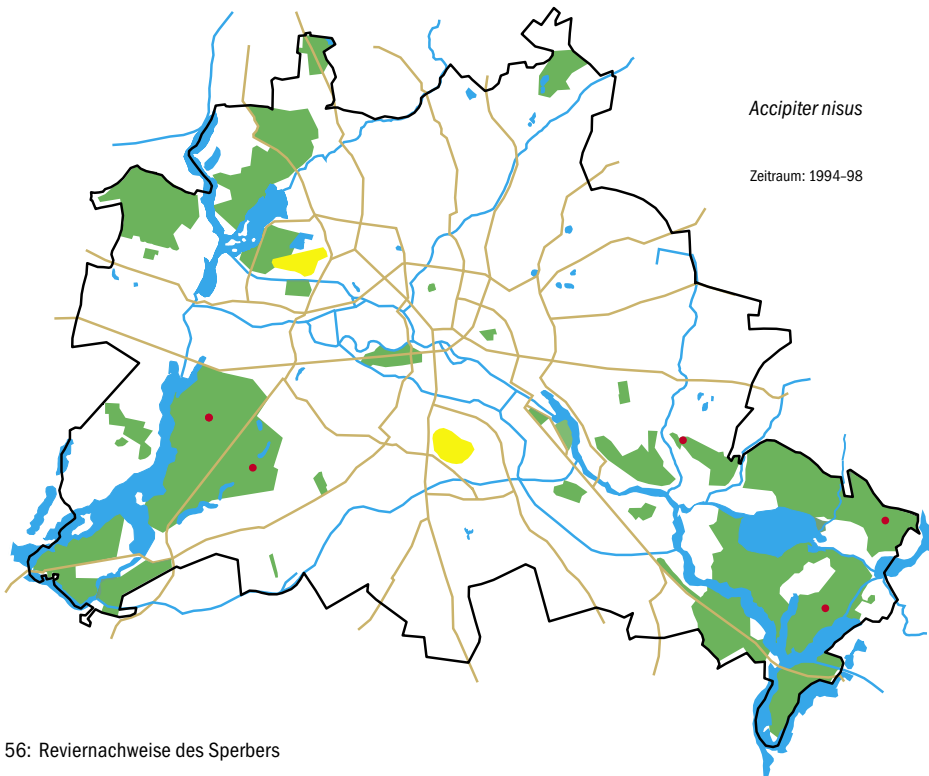 Accipiter nisus
Zeitraum: 1994–98
56: Reviernachweise des Sperbers